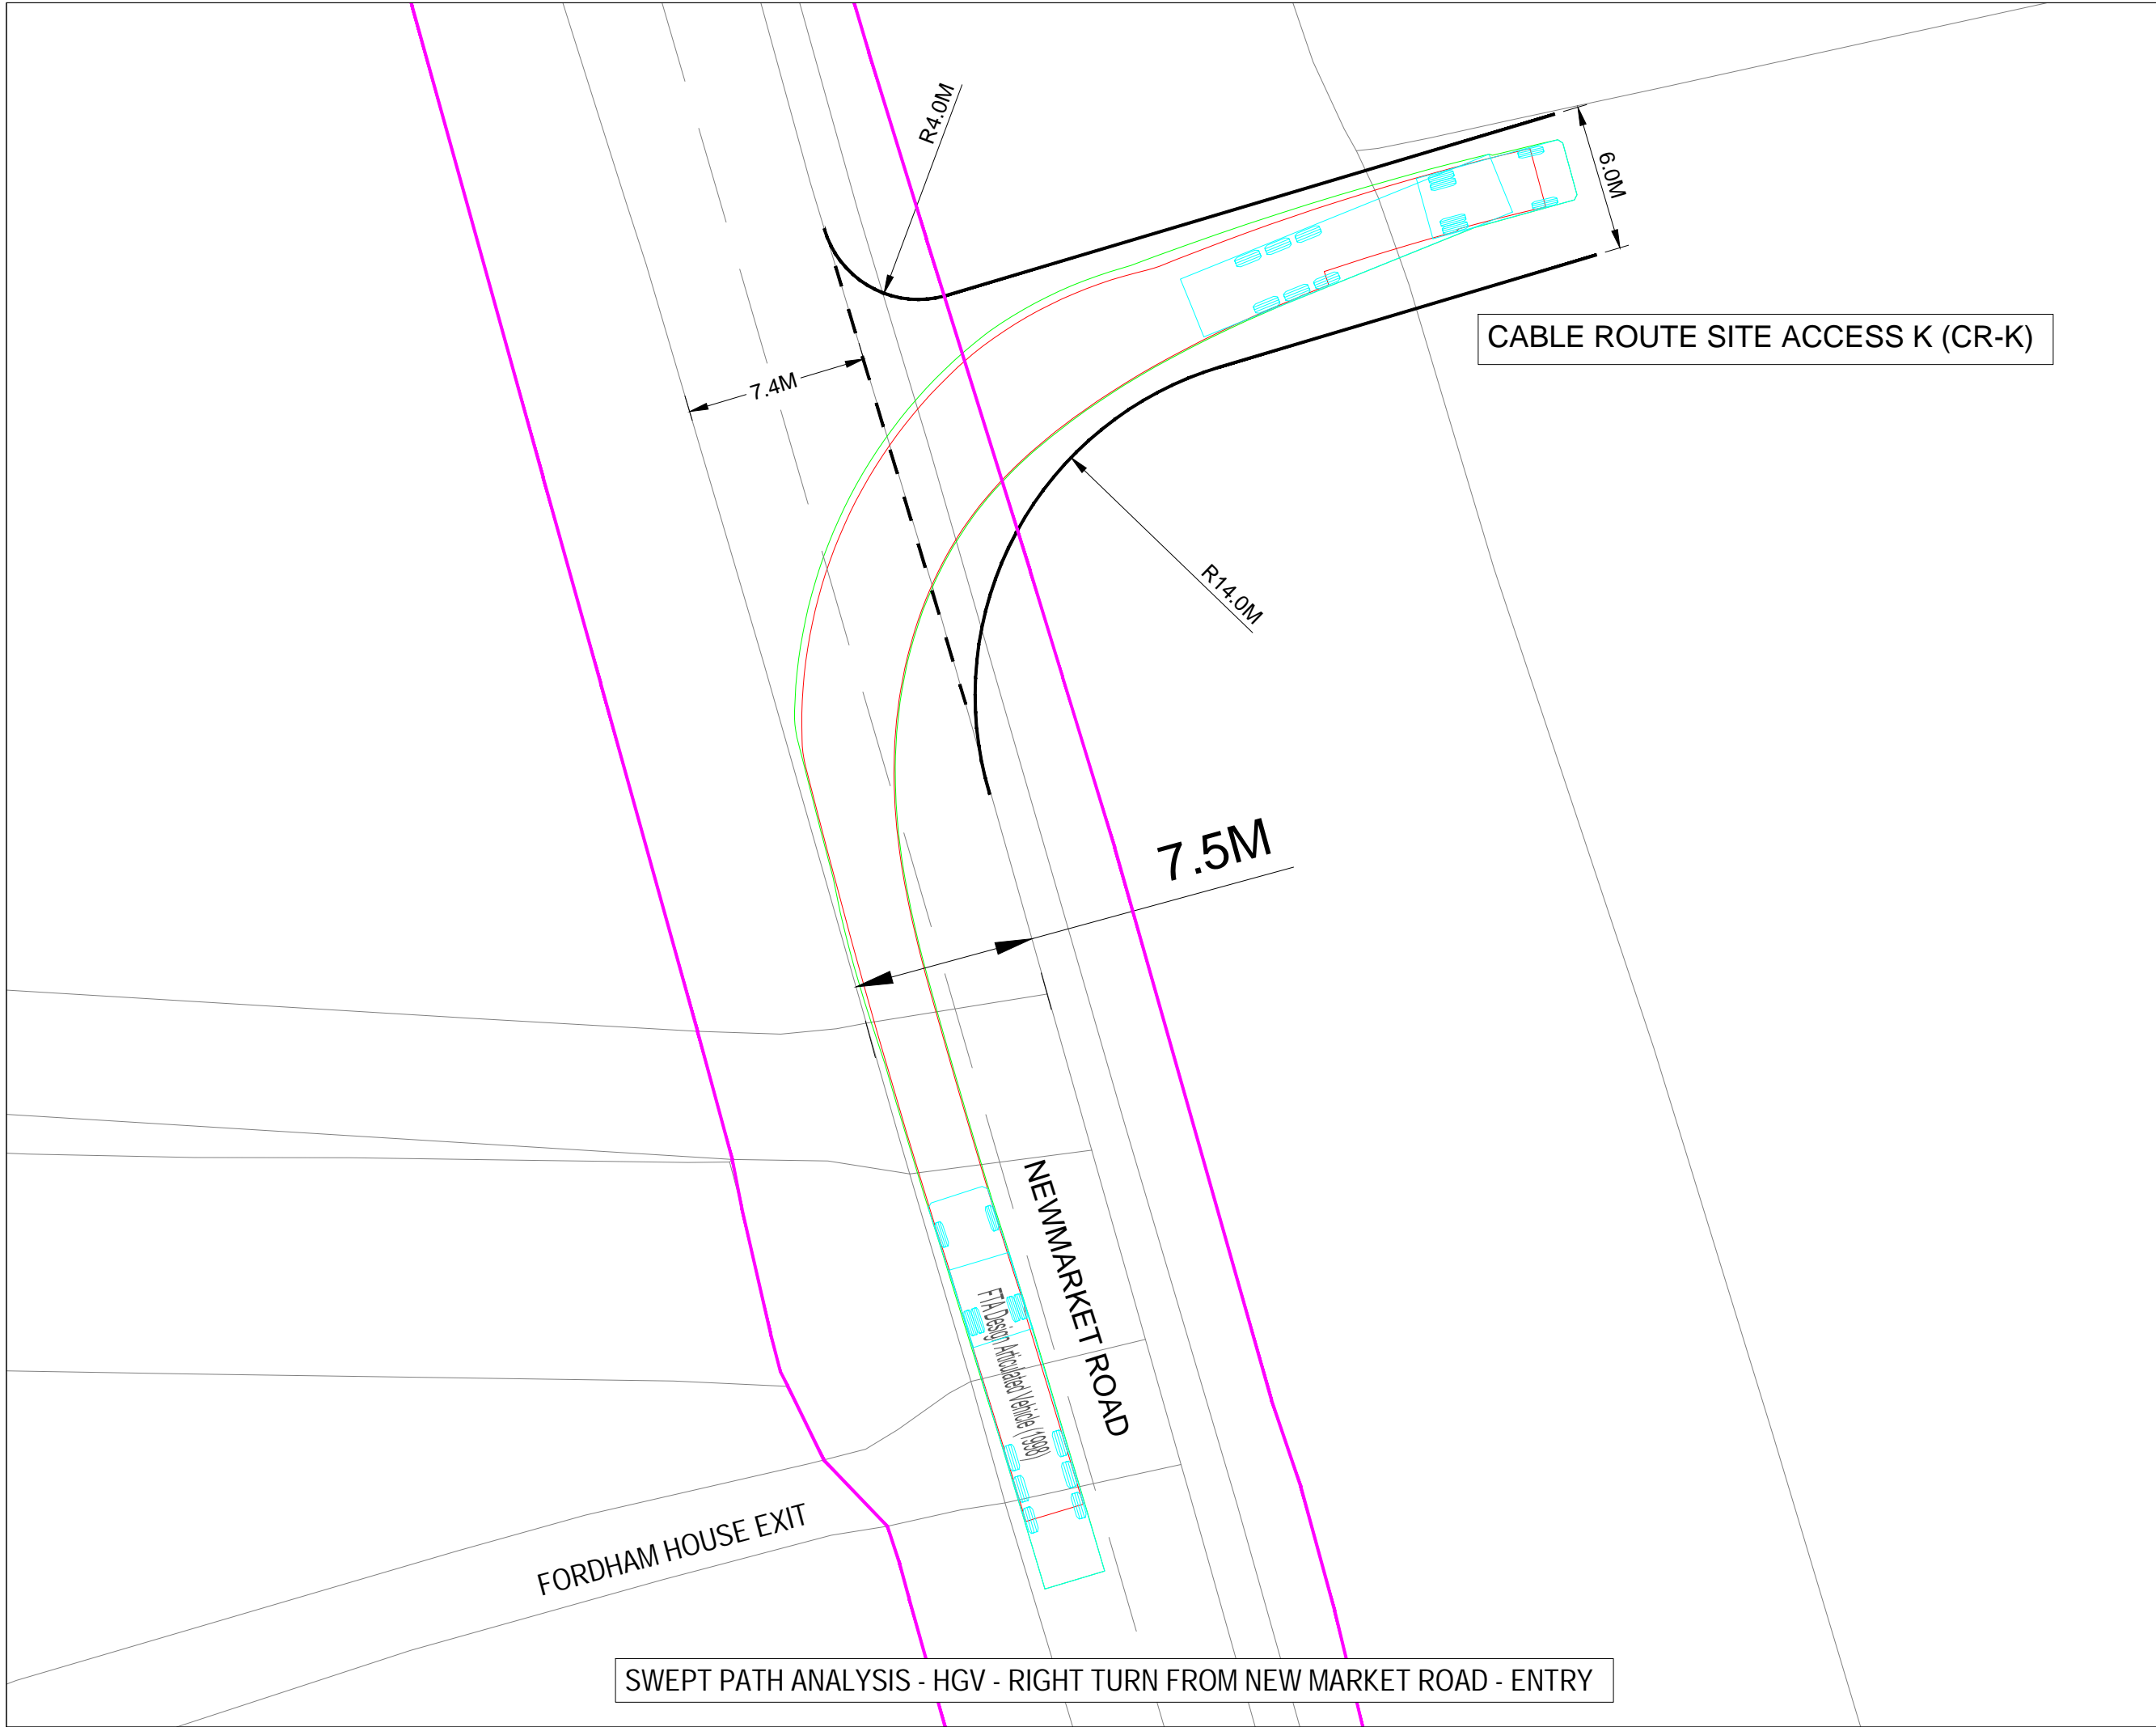 R4.0M
6.0M
CABLE ROUTE SITE ACCESS K (CR-K)
7.4M
R14.0M
7.5M
NEWMARKET ROAD
FTA Design Articulated Vehicle (1998)
FORDHAM HOUSE EXIT
SWEPT PATH ANALYSIS - HGV - RIGHT TURN FROM NEW MARKET ROAD - ENTRY